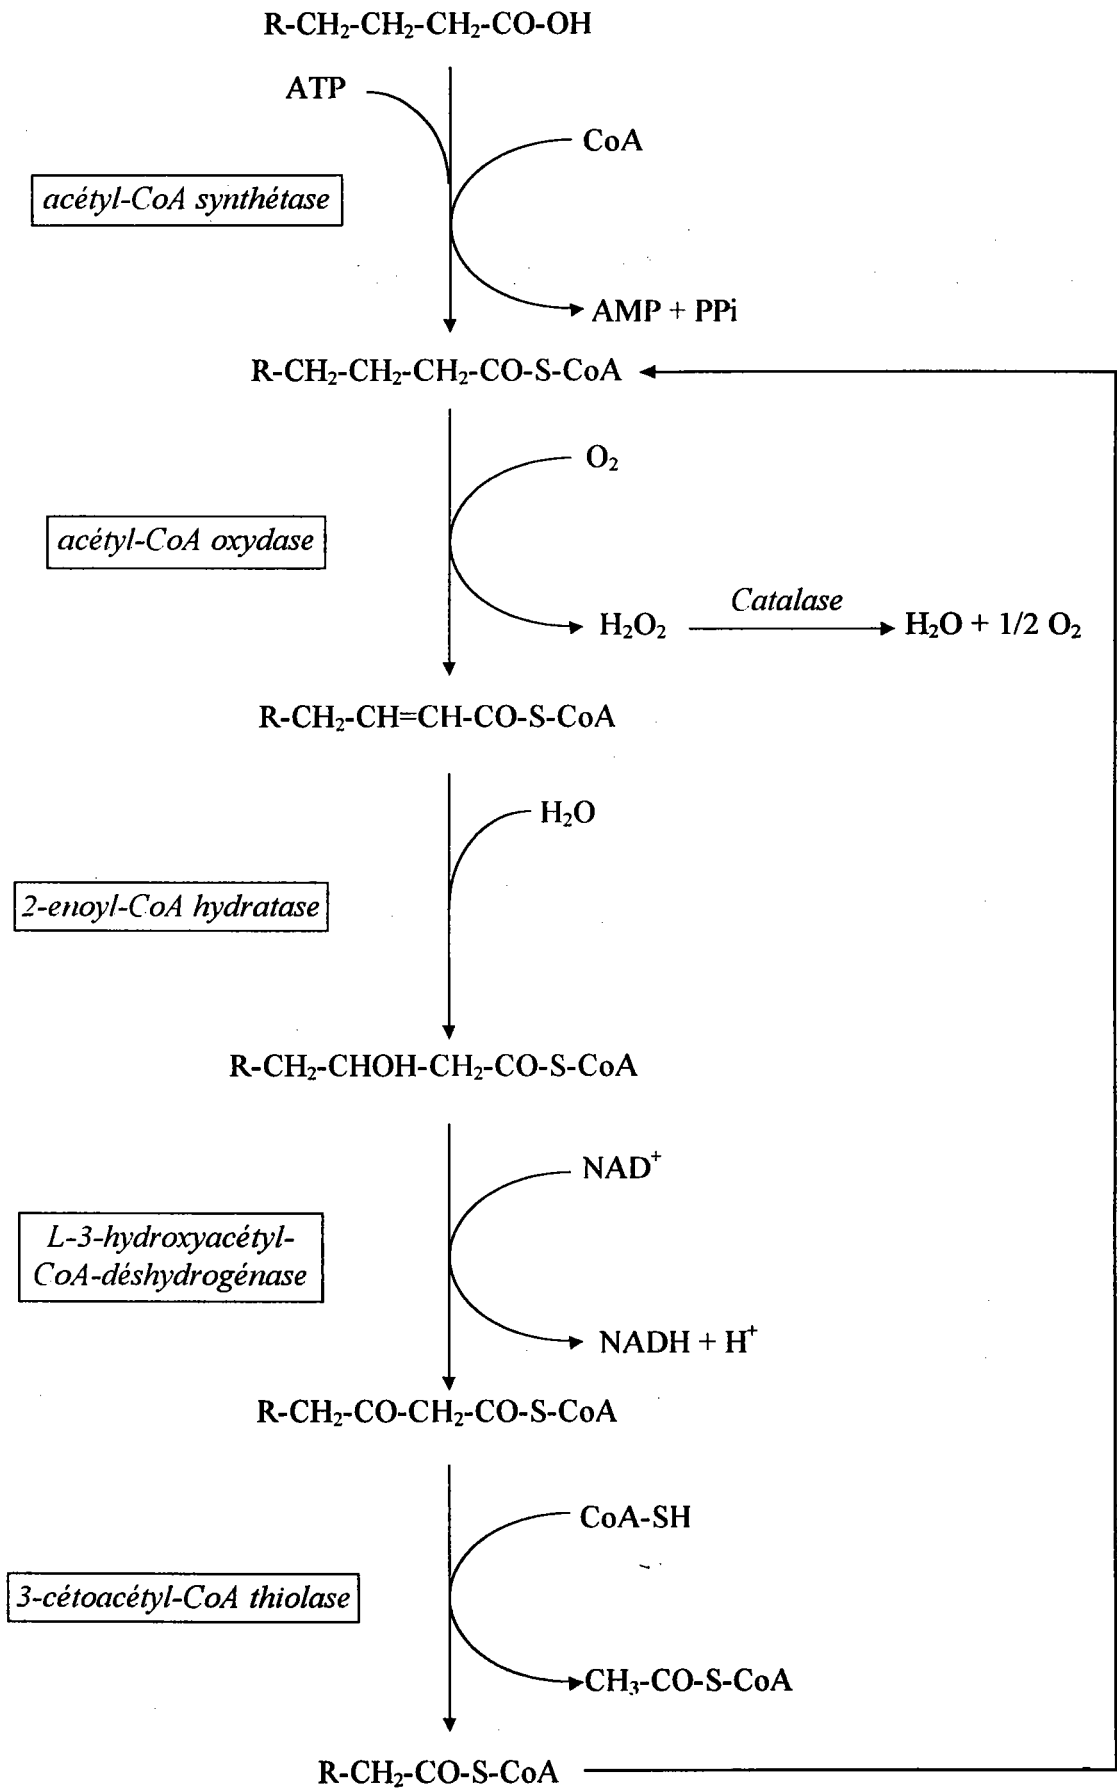 R-CH₂-CH₂-CH₂-CO-OH
ATP
CoA
acétyl-CoA synthétase
AMP + PPi
R-CH₂-CH₂-CH₂-CO-S-CoA
O₂
acétyl-CoA oxydase
Catalase
H₂O₂
H₂O + 1/2 O₂
R-CH₂-CH=CH-CO-S-CoA
H₂O
2-enoyl-CoA hydratase
R-CH₂-CHOH-CH₂-CO-S-CoA
NAD⁺
L-3-hydroxyacétyl-
CoA-déshydrogénase
NADH + H⁺
R-CH₂-CO-CH₂-CO-S-CoA
CoA-SH
3-cétoacétyl-CoA thiolase
CH₃-CO-S-CoA
R-CH₂-CO-S-CoA